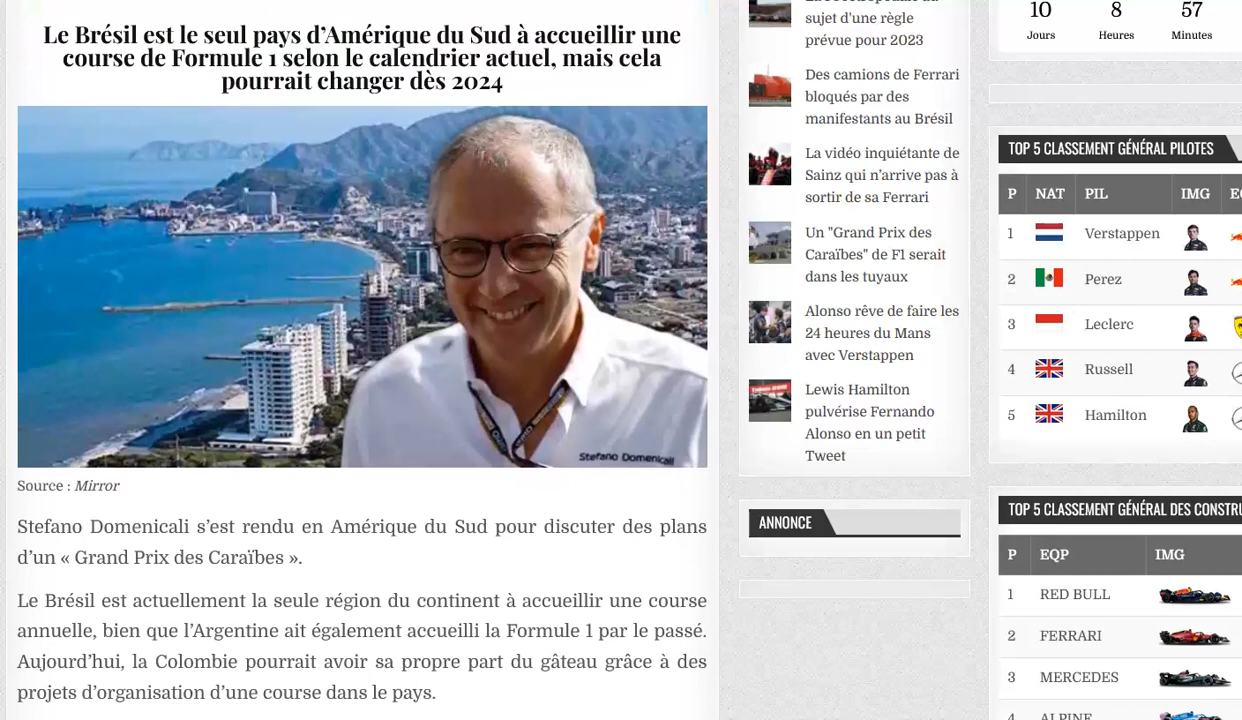 Le Brésil est le seul pays d’Amérique du Sud à accueillir une
course de Formule 1 selon le calendrier actuel, mais cela
pourrait changer dès 2024
Stefano Domenicali
Source : Mirror
Stefano Domenicali s’est rendu en Amérique du Sud pour discuter des plans
d’un « Grand Prix des Caraïbes ».
Le Brésil est actuellement la seule région du continent à accueillir une course
annuelle, bien que l’Argentine ait également accueilli la Formule 1 par le passé.
Aujourd’hui, la Colombie pourrait avoir sa propre part du gâteau grâce à des
projets d’organisation d’une course dans le pays.
sujet d'une règle
prévue pour 2023
Des camions de Ferrari
bloqués par des
manifestants au Brésil
La vidéo inquiétante de
Sainz qui n’arrive pas à
sortir de sa Ferrari
Un "Grand Prix des
Caraïbes" de F1 serait
dans les tuyaux
Alonso rêve de faire les
24 heures du Mans
avec Verstappen
Lewis Hamilton
pulvérise Fernando
Alonso en un petit
Tweet
ANNONCE
10 8 57
Jours Heures Minutes
TOP 5 CLASSEMENT GÉNÉRAL PILOTES
P NAT PIL IMG
1 Verstappen
2 Perez
3 Leclerc
4 Russell
5 Hamilton
TOP 5 CLASSEMENT GÉNÉRAL DES CONSTRU
P EQP IMG
1 RED BULL
2 FERRARI
3 MERCEDES
4 ALPINE